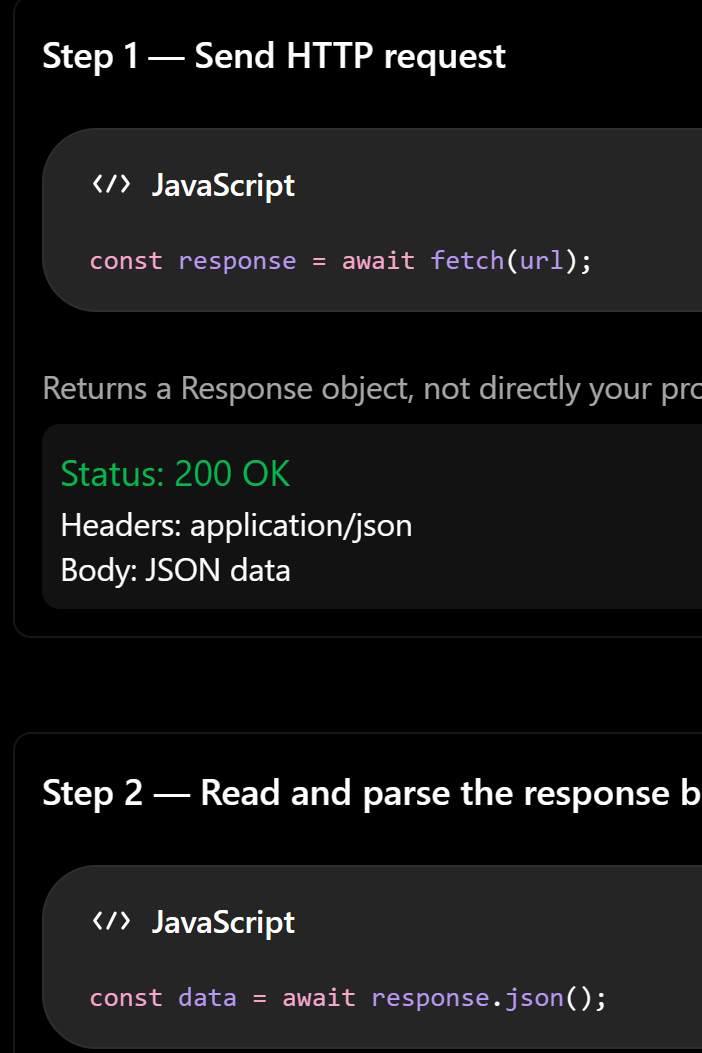 Step 1 — Send HTTP request
</> JavaScript
const response = await fetch(url);
Returns a Response object, not directly your
Status: 200 OK
Headers: application/json
Body: JSON data
Step 2 — Read and parse the response
</> JavaScript
const data = await response.json();